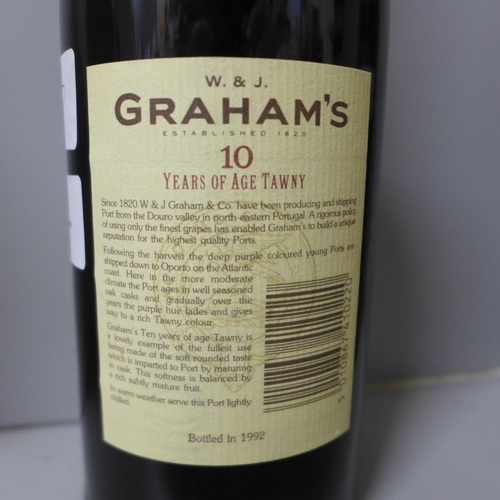 W. & J.
GRAHAM'S
ESTABLISHED 1820
10
YEARS OF AGE TAWNY
Since 1820 W & J Graham & Co. have been producing and shipping
Port from the Douro valley in north-eastern Portugal. A rigorous policy
of using only the finest grapes has enabled Graham's to build a unique
reputation for the highest quality Ports.
Following the harvest the deep purple coloured young Ports are
shipped down to Oporto on the Atlantic
coast. Here in the more moderate
climate the Port ages in well seasoned
oak casks and gradually over the
years the purple hue fades and gives
way to a rich Tawny colour.
Graham's Ten years of age Tawny is
a lovely example of the fullest use
being made of the soft rounded taste
which is imparted to Port by maturing
in cask. This softness is balanced by
a rich subtly mature fruit.
In warm weather serve this Port lightly
chilled.
Bottled in 1992